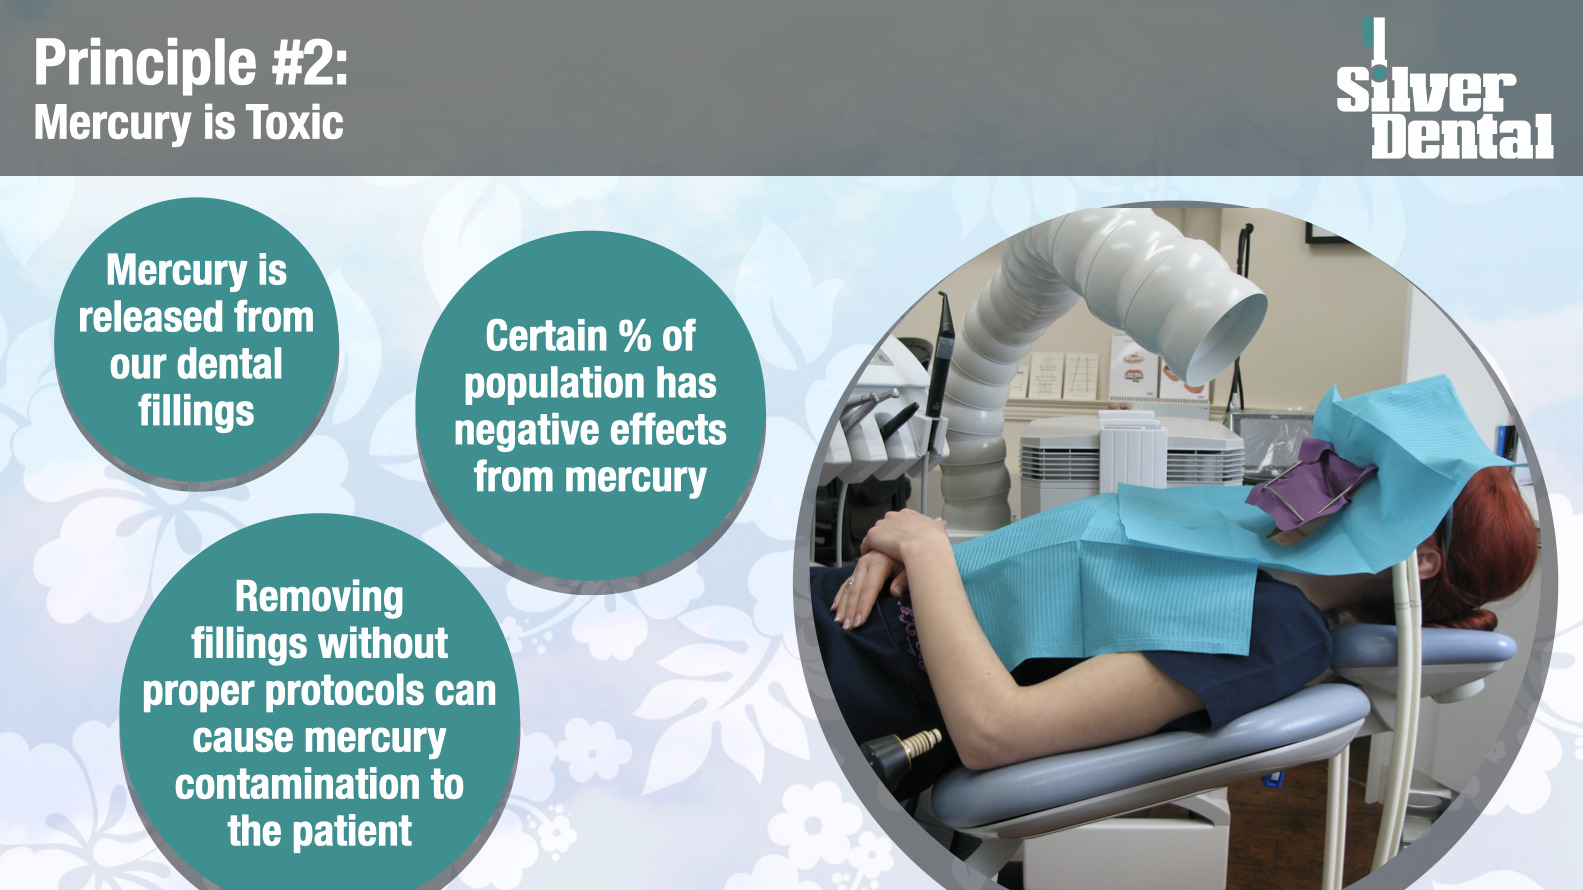 Principle #2:
Mercury is Toxic
Silver
Dental
Mercury is
released from
our dental
fillings
Certain % of
population has
negative effects
from mercury
Removing
fillings without
proper protocols can
cause mercury
contamination to
the patient